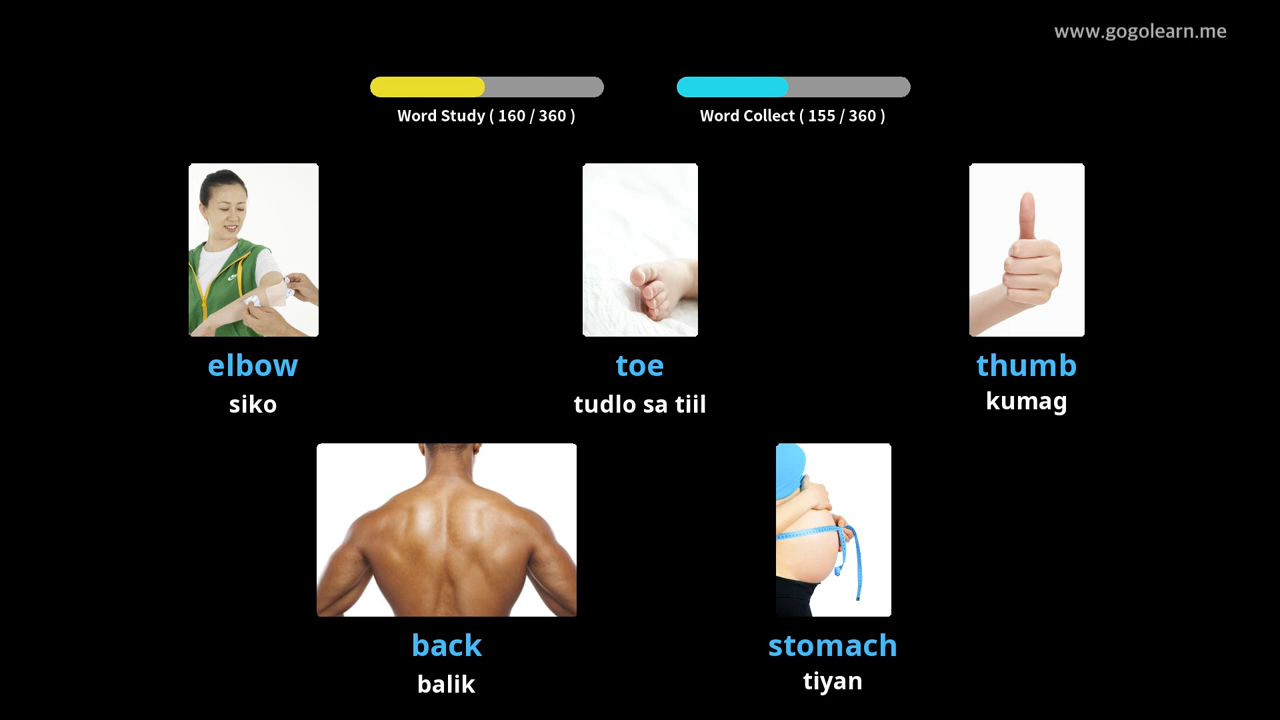 www.gogolearn.me
Word Study ( 160 / 360 )
Word Collect ( 155 / 360 )
elbow
siko
toe
tudlo sa tiil
thumb
kumag
back
balik
stomach
tiyan